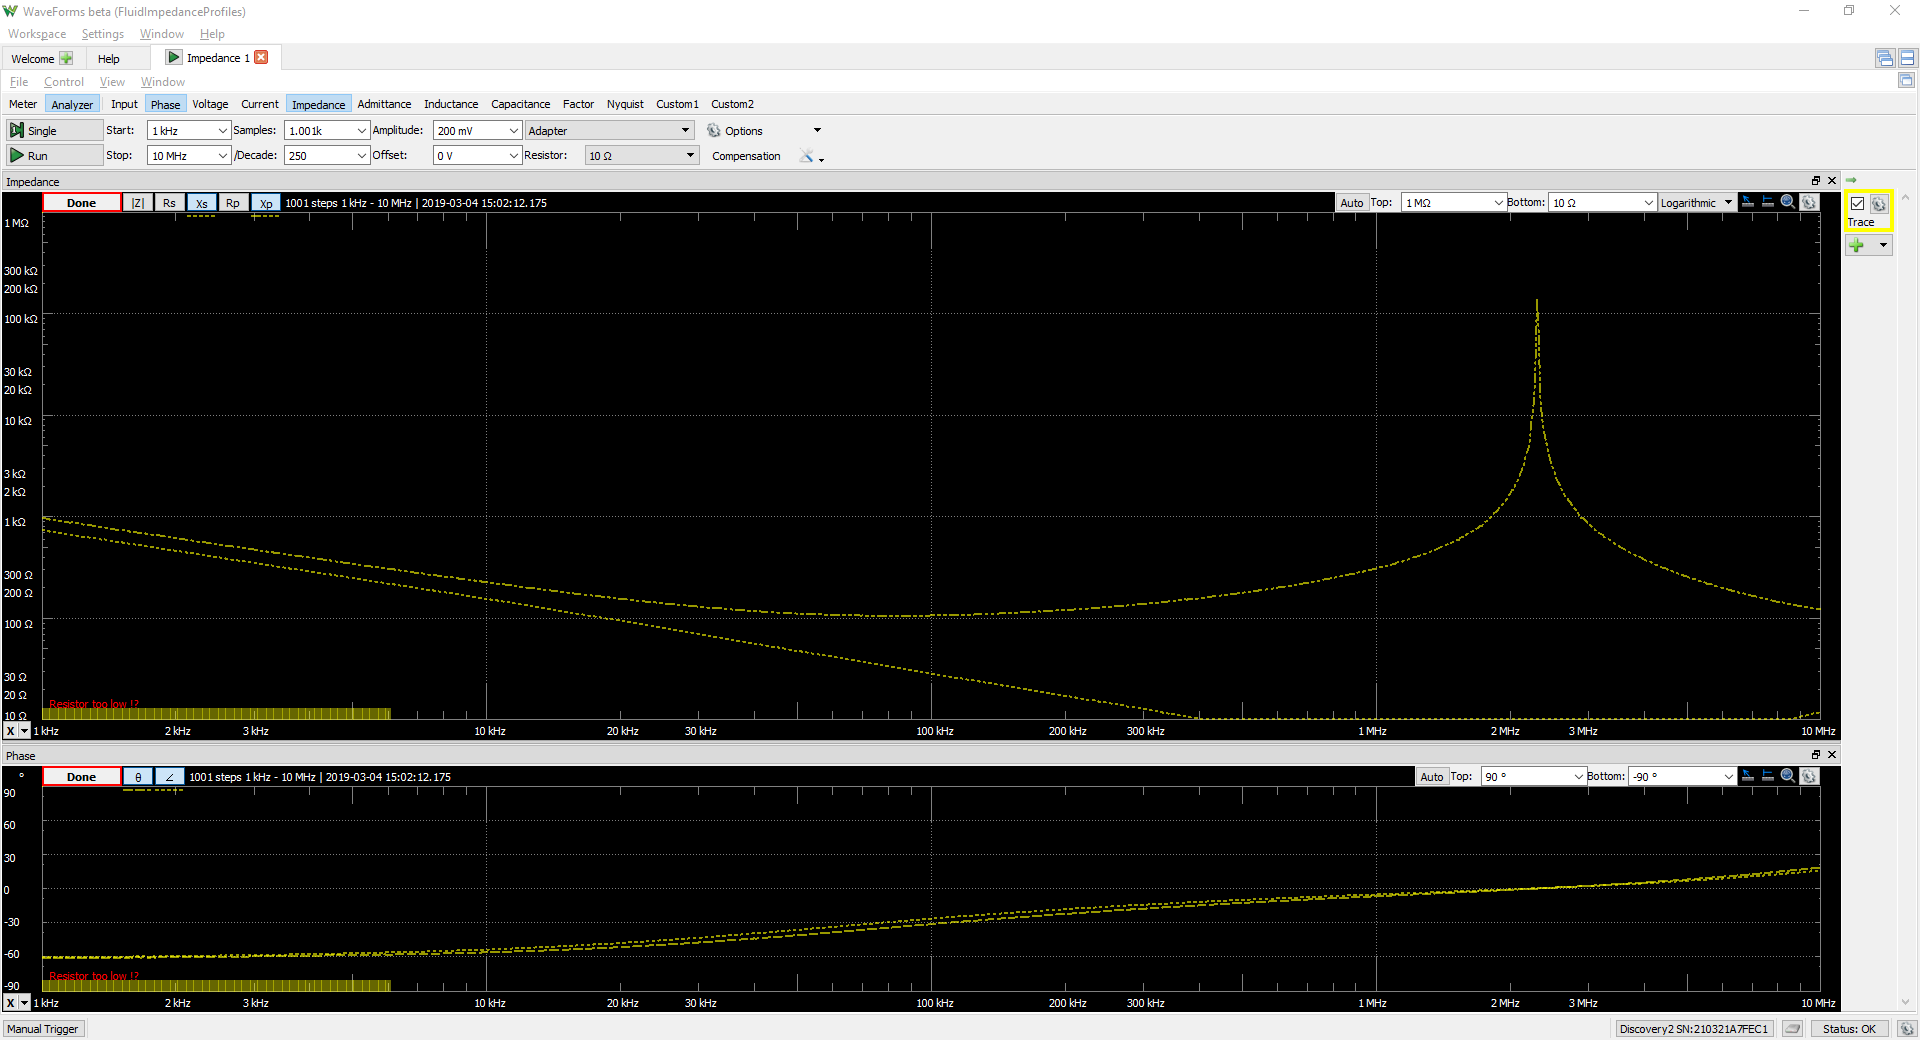 WaveForms beta (FluidImpedanceProfiles)
Workspace Settings Window Help
Welcome Help Impedance 1
File Control View Window
Meter Analyzer Input Phase Voltage Current Impedance Admittance Inductance Capacitance Factor Nyquist Custom1 Custom2
Single Start: 1 kHz Samples: 1.001k Amplitude: 200 mV Adapter Options
Run Stop: 10 MHz /Decade: 250 Offset: 0 V Resistor: 10 Ω Compensation
Impedance
Done |Z| Rs Xs Rp Xp 1001 steps 1 kHz - 10 MHz | 2019-03-04 15:02:12.175 Auto Top: 1 MΩ Bottom: 10 Ω Logarithmic
Trace
1 MΩ
300 kΩ
200 kΩ
100 kΩ
30 kΩ
20 kΩ
10 kΩ
3 kΩ
2 kΩ
1 kΩ
300 Ω
200 Ω
100 Ω
30 Ω
20 Ω
10 Ω
Resistor too low !?
X 1 kHz 2 kHz 3 kHz 10 kHz 20 kHz 30 kHz 100 kHz 200 kHz 300 kHz 1 MHz 2 MHz 3 MHz 10 MHz
Phase
° Done θ ∠ 1001 steps 1 kHz - 10 MHz | 2019-03-04 15:02:12.175 Auto Top: 90 ° Bottom: -90 °
90
60
30
0
-30
-60
-90
Resistor too low !?
X 1 kHz 2 kHz 3 kHz 10 kHz 20 kHz 30 kHz 100 kHz 200 kHz 300 kHz 1 MHz 2 MHz 3 MHz 10 MHz
Manual Trigger Discovery2 SN:210321A7FEC1 Status: OK